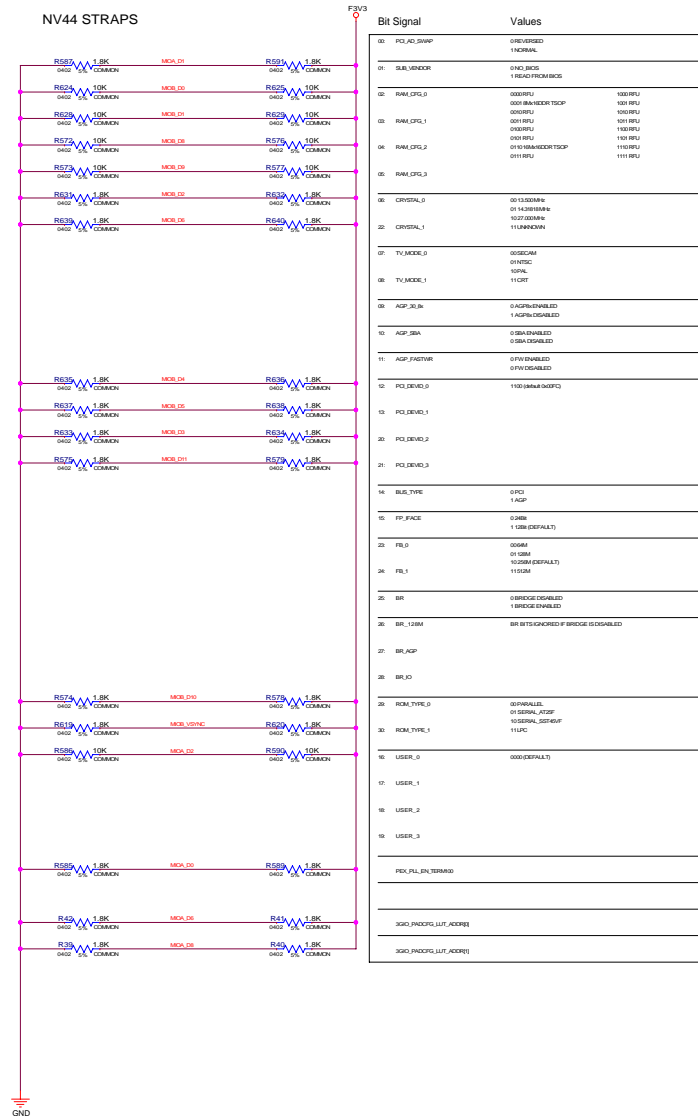 NV44 STRAPS
F3V3
R587 1.8K MIOA_D1 R591 1.8K
0402 5% COMMON 0402 5% COMMON
R624 10K MIOB_D0 R625 10K
0402 5% COMMON 0402 5% COMMON
R628 10K MIOB_D1 R629 10K
0402 5% COMMON 0402 5% COMMON
R572 10K MIOB_D8 R576 10K
0402 5% COMMON 0402 5% COMMON
R573 10K MIOB_D9 R577 10K
0402 5% COMMON 0402 5% COMMON
R631 1.8K MIOB_D2 R632 1.8K
0402 5% COMMON 0402 5% COMMON
R639 1.8K MIOB_D6 R640 1.8K
0402 5% COMMON 0402 5% COMMON
R635 1.8K MIOB_D4 R636 1.8K
0402 5% COMMON 0402 5% COMMON
R637 1.8K MIOB_D5 R638 1.8K
0402 5% COMMON 0402 5% COMMON
R633 1.8K MIOB_D3 R634 1.8K
0402 5% COMMON 0402 5% COMMON
R575 1.8K MIOB_D11 R579 1.8K
0402 5% COMMON 0402 5% COMMON
R574 1.8K MIOB_D10 R578 1.8K
0402 5% COMMON 0402 5% COMMON
R619 1.8K MIOB_VSYNC R620 1.8K
0402 5% COMMON 0402 5% COMMON
R586 10K MIOA_D2 R590 10K
0402 5% COMMON 0402 5% COMMON
R585 1.8K MIOA_D0 R589 1.8K
0402 5% COMMON 0402 5% COMMON
R42 1.8K MIOA_D6 R41 1.8K
0402 5% COMMON 0402 5% COMMON
R39 1.8K MIOA_D8 R40 1.8K
0402 5% COMMON 0402 5% COMMON
GND
Bit Signal Values
00: PCI_AD_SWAP 0 REVERSED
1 NORMAL
01: SUB_VENDOR 0 NO_BIOS
1 READ FROM BIOS
02: RAM_CFG_0 0000 RFU 1000 RFU
0001 8Mx16DDR TSOP 1001 RFU
0010 RFU 1010 RFU
03: RAM_CFG_1 0011 RFU 1011 RFU
0100 RFU 1100 RFU
0101 RFU 1101 RFU
04: RAM_CFG_2 0110 16Mx16DDR TSOP 1110 RFU
0111 RFU 1111 RFU
05: RAM_CFG_3
06: CRYSTAL_0 00 13.500MHz
01 14.31818MHz
10 27.000MHz
22: CRYSTAL_1 11 UNKNOWN
07: TV_MODE_0 00 SECAM
01 NTSC
10 PAL
08: TV_MODE_1 11 CRT
09: AGP_30_8x 0 AGP8x ENABLED
1 AGP8x DISABLED
10: AGP_SBA 0 SBA ENABLED
0 SBA DISABLED
11: AGP_FASTWR 0 FW ENABLED
0 FW DISABLED
12: PCI_DEVID_0 1100 (default 0x00FC)
13: PCI_DEVID_1
20: PCI_DEVID_2
21: PCI_DEVID_3
14: BUS_TYPE 0 PCI
1 AGP
15: FP_IFACE 0 24Bit
1 12Bit (DEFAULT)
23: FB_0 00 64M
01 128M
10 256M (DEFAULT)
24: FB_1 11 512M
25: BR 0 BRIDGE DISABLED
1 BRIDGE ENABLED
26: BR_128M BR BITS IGNORED IF BRIDGE IS DISABLED
27: BR_AGP
28: BR_IO
29: ROM_TYPE_0 00 PARALLEL
01 SERIAL_AT25F
10 SERIAL_SST45VF
30: ROM_TYPE_1 11 LPC
16: USER_0 0000 (DEFAULT)
17: USER_1
18: USER_2
19: USER_3
PEX_PLL_EN_TERM100
3GIO_PADCFG_LUT_ADDR[0]
3GIO_PADCFG_LUT_ADDR[1]